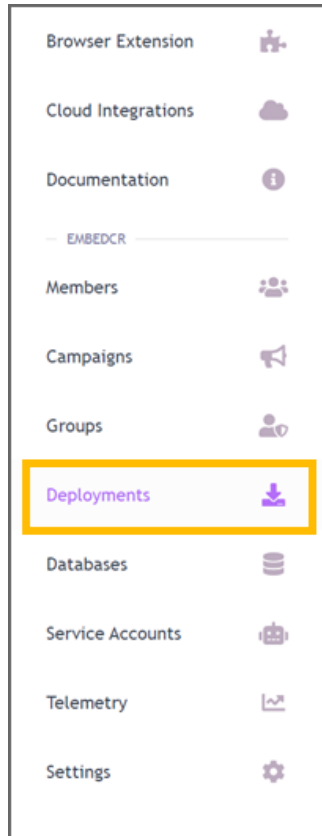 Browser Extension
Cloud Integrations
Documentation
EMBEDCR
Members
Campaigns
Groups
Deployments
Databases
Service Accounts
Telemetry
Settings